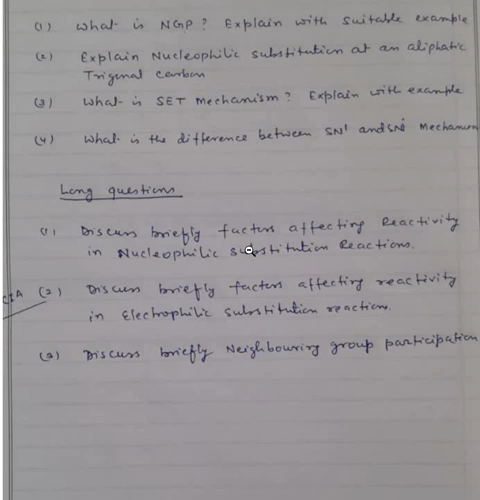 (1) What is NGP? Explain with suitable example
(2) Explain Nucleophilic substitution at an aliphatic
Trigonal carbon
(3) What is SET Mechanism? Explain with example
(4) What is the difference between SN1 and SNi Mechanism
Long questions
(1) Discuss briefly factors affecting Reactivity
in Nucleophilic substitution Reactions.
(2) Discuss briefly factors affecting reactivity
in Electrophilic substitution reaction.
(3) Discuss briefly Neighbouring group participation